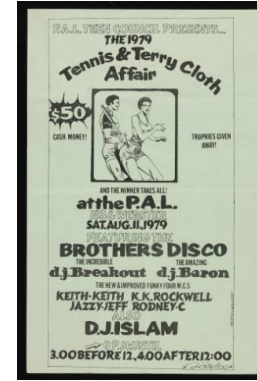 P.A.L. TEEN COUNCIL PRESENTS...
THE 1979
Tennis & Terry Cloth
Affair
$50
CASH MONEY!
TROPHIES GIVEN
AWAY!
AND THE WINNER TAKES ALL!
at the P.A.L.
183 & WEBSTER
SAT. AUG. 11, 1979
FEATURING THE
BROTHERS DISCO
THE INCREDIBLE THE AMAZING
d.j. Breakout d.j. Baron
THE NEW & IMPROVED FUNKY FOUR M.C.S
KEITH-KEITH K.K. ROCKWELL
JAZZY-JEFF RODNEY-C
ALSO
D.J. ISLAM
3.00 BEFORE 12, 4.00 AFTER 12:00